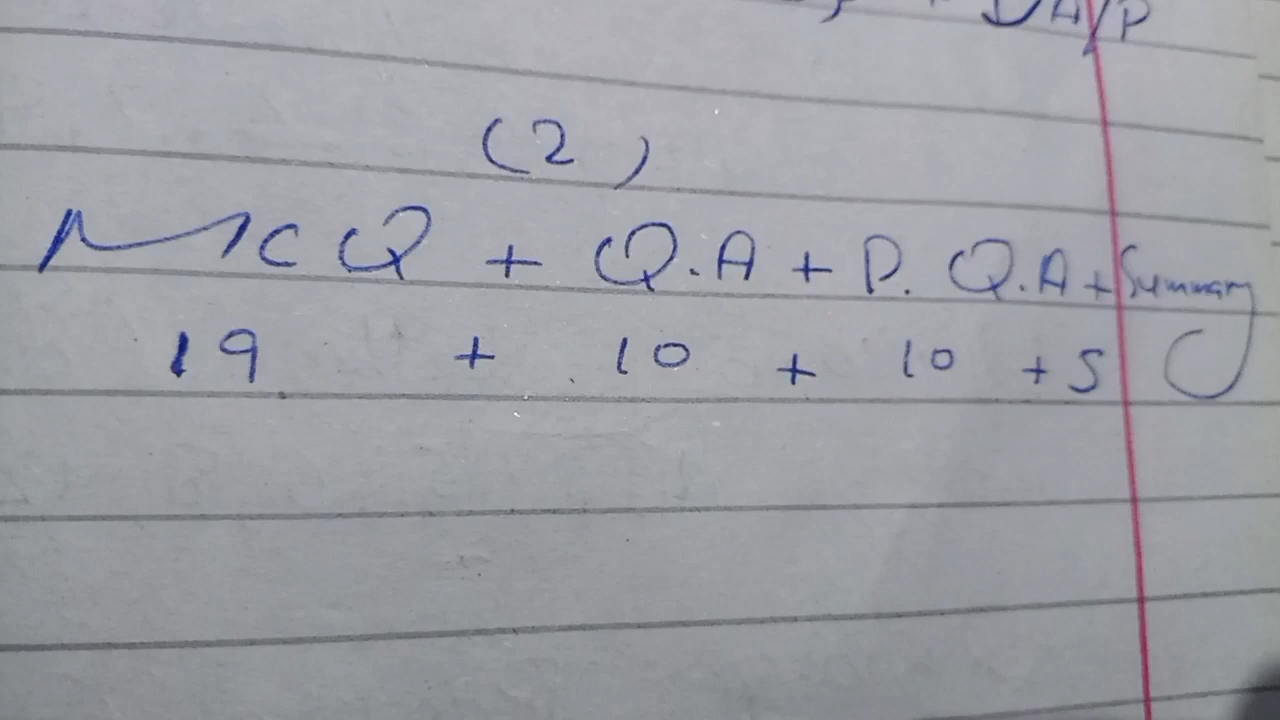 (2)
MCQ + Q.A + P. Q.A + Summary
19 + 10 + 10 + 5